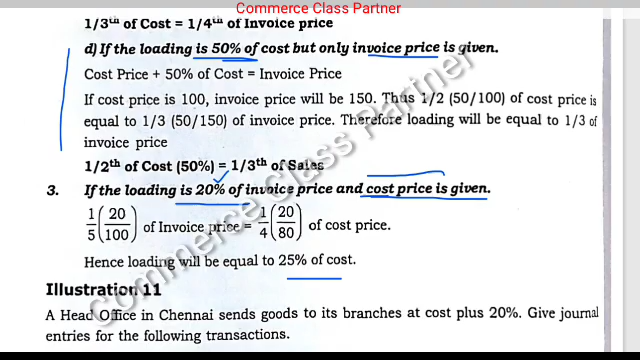 Commerce Class Partner
1/3th of Cost = 1/4th of Invoice price
d) If the loading is 50% of cost but only invoice price is given.
Cost Price + 50% of Cost = Invoice Price
If cost price is 100, invoice price will be 150. Thus 1/2 (50/100) of cost price is
equal to 1/3 (50/150) of invoice price. Therefore loading will be equal to 1/3 of
invoice price
1/2th of Cost (50%) = 1/3th of Sales
3. If the loading is 20% of invoice price and cost price is given.
1/5 (20/100) of Invoice price = 1/4 (20/80) of cost price.
Hence loading will be equal to 25% of cost.
Illustration 11
A Head Office in Chennai sends goods to its branches at cost plus 20%. Give journal
entries for the following transactions.
Commerce Class Partner